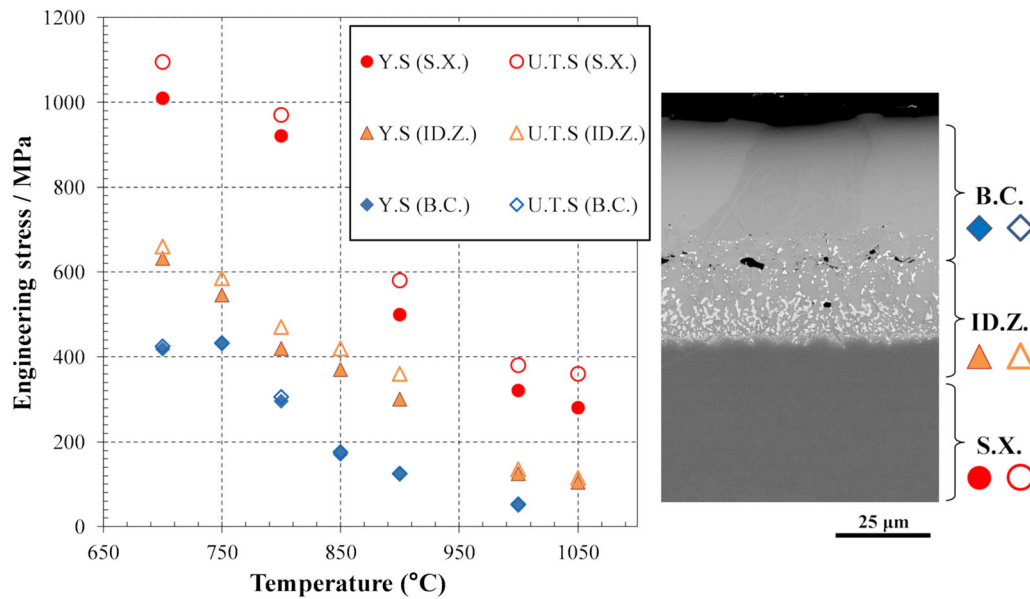 1200
1000
800
600
400
200
0
650
750
850
950
1050
Engineering stress / MPa
Temperature (°C)
Y.S (S.X.)
U.T.S (S.X.)
Y.S (ID.Z.)
U.T.S (ID.Z.)
Y.S (B.C.)
U.T.S (B.C.)
B.C.
ID.Z.
S.X.
25 µm